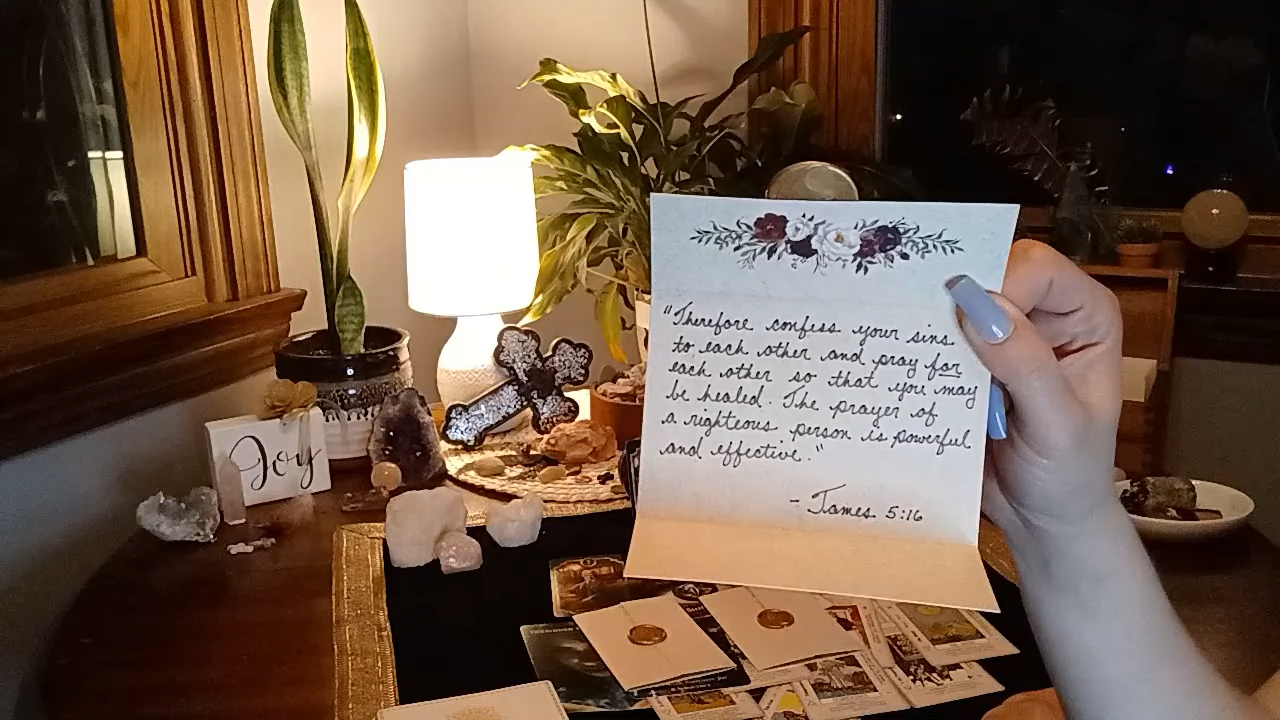 Joy
"Therefore confess your sins
to each other and pray for
each other so that you may
be healed. The prayer of
a righteous person is powerful
and effective."
- James 5:16